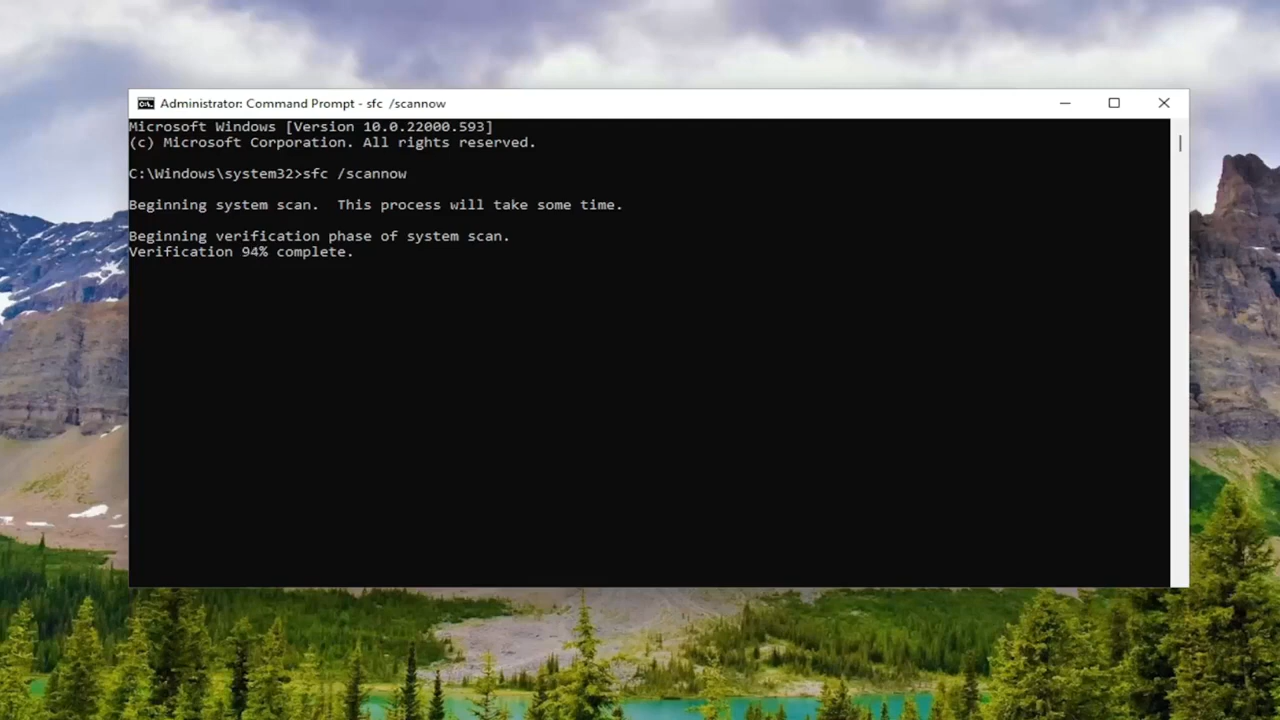 Administrator: Command Prompt - sfc  /scannow
Microsoft Windows [Version 10.0.22000.593]
(c) Microsoft Corporation. All rights reserved.
C:\Windows\system32>sfc /scannow
Beginning system scan.  This process will take some time.
Beginning verification phase of system scan.
Verification 94% complete.